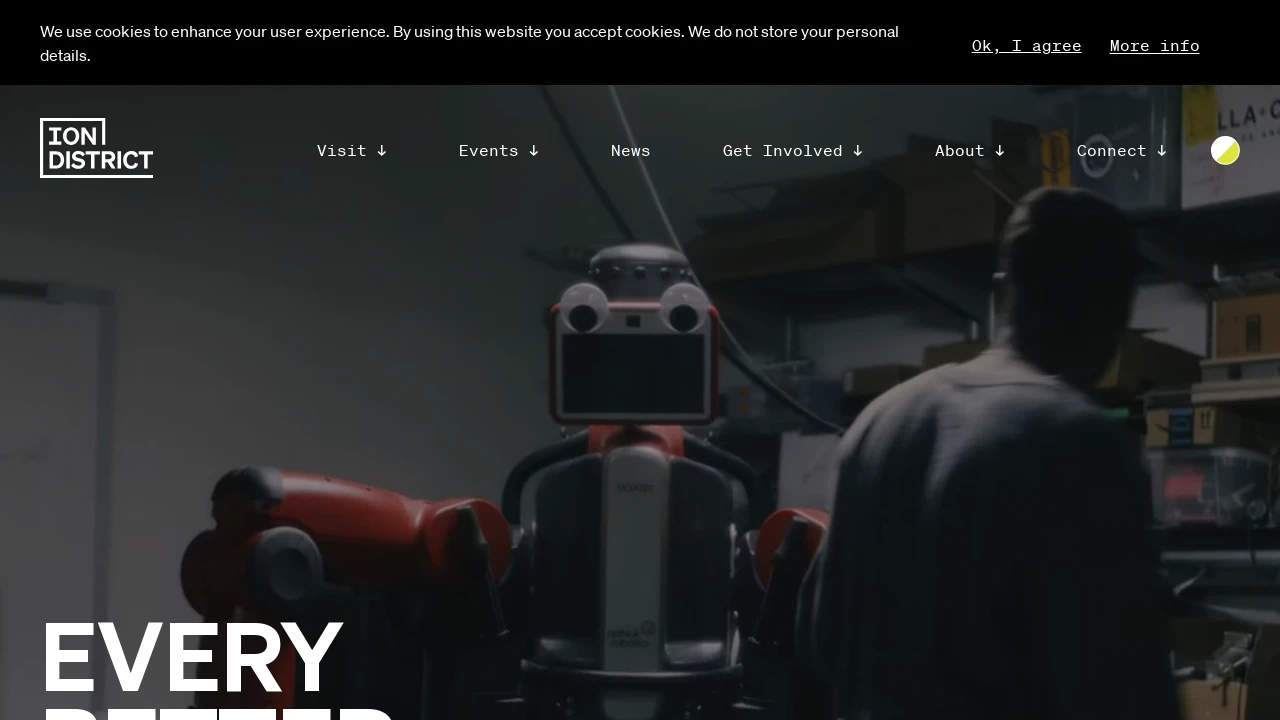 We use cookies to enhance your user experience. By using this website you accept cookies. We do not store your personal
details.
Ok, I agree
More info
ION
DISTRICT
Visit ↓
Events ↓
News
Get Involved ↓
About ↓
Connect ↓
EVERY
BETTER